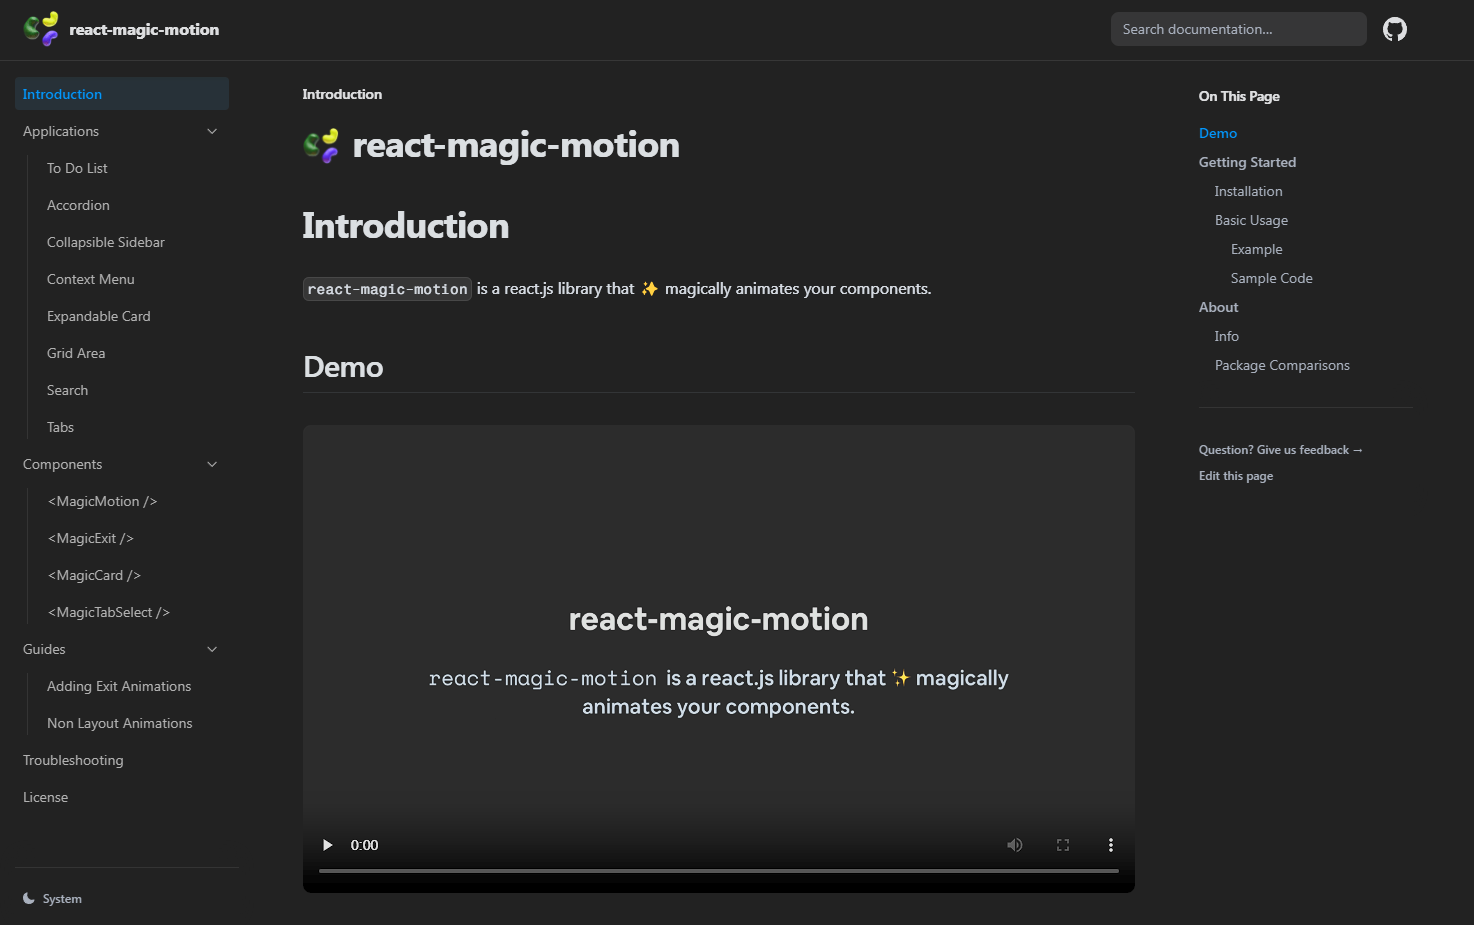 react-magic-motion
Search documentation...
Introduction
Applications
To Do List
Accordion
Collapsible Sidebar
Context Menu
Expandable Card
Grid Area
Search
Tabs
Components
<MagicMotion />
<MagicExit />
<MagicCard />
<MagicTabSelect />
Guides
Adding Exit Animations
Non Layout Animations
Troubleshooting
License
System
Introduction
react-magic-motion
Introduction
react-magic-motion is a react.js library that ✨ magically animates your components.
Demo
react-magic-motion
react-magic-motion is a react.js library that ✨ magically
animates your components.
0:00
On This Page
Demo
Getting Started
Installation
Basic Usage
Example
Sample Code
About
Info
Package Comparisons
Question? Give us feedback →
Edit this page